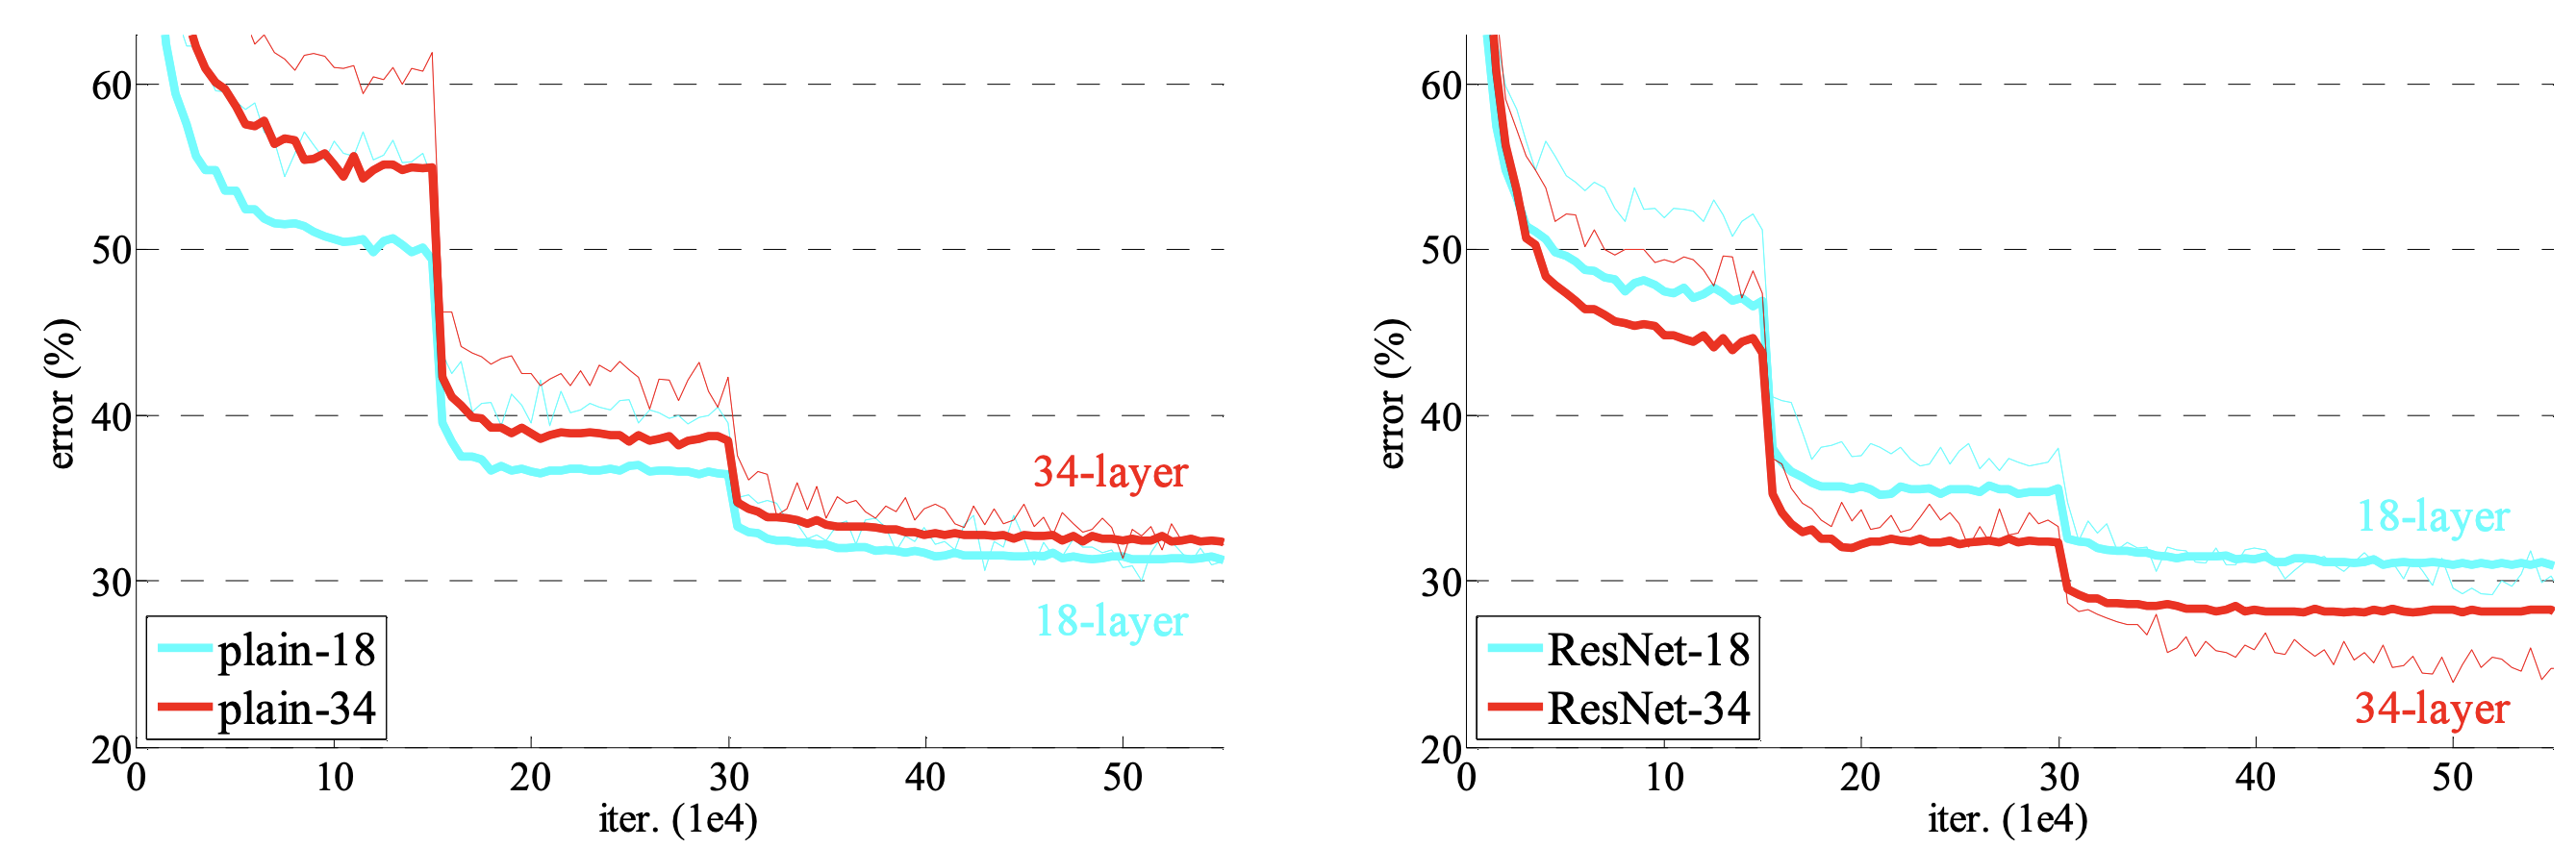 60
50
40
30
20
error (%)
0 10 20 30 40 50
iter. (1e4)
34-layer
18-layer
plain-18
plain-34
60
50
40
30
20
error (%)
0 10 20 30 40 50
iter. (1e4)
18-layer
34-layer
ResNet-18
ResNet-34